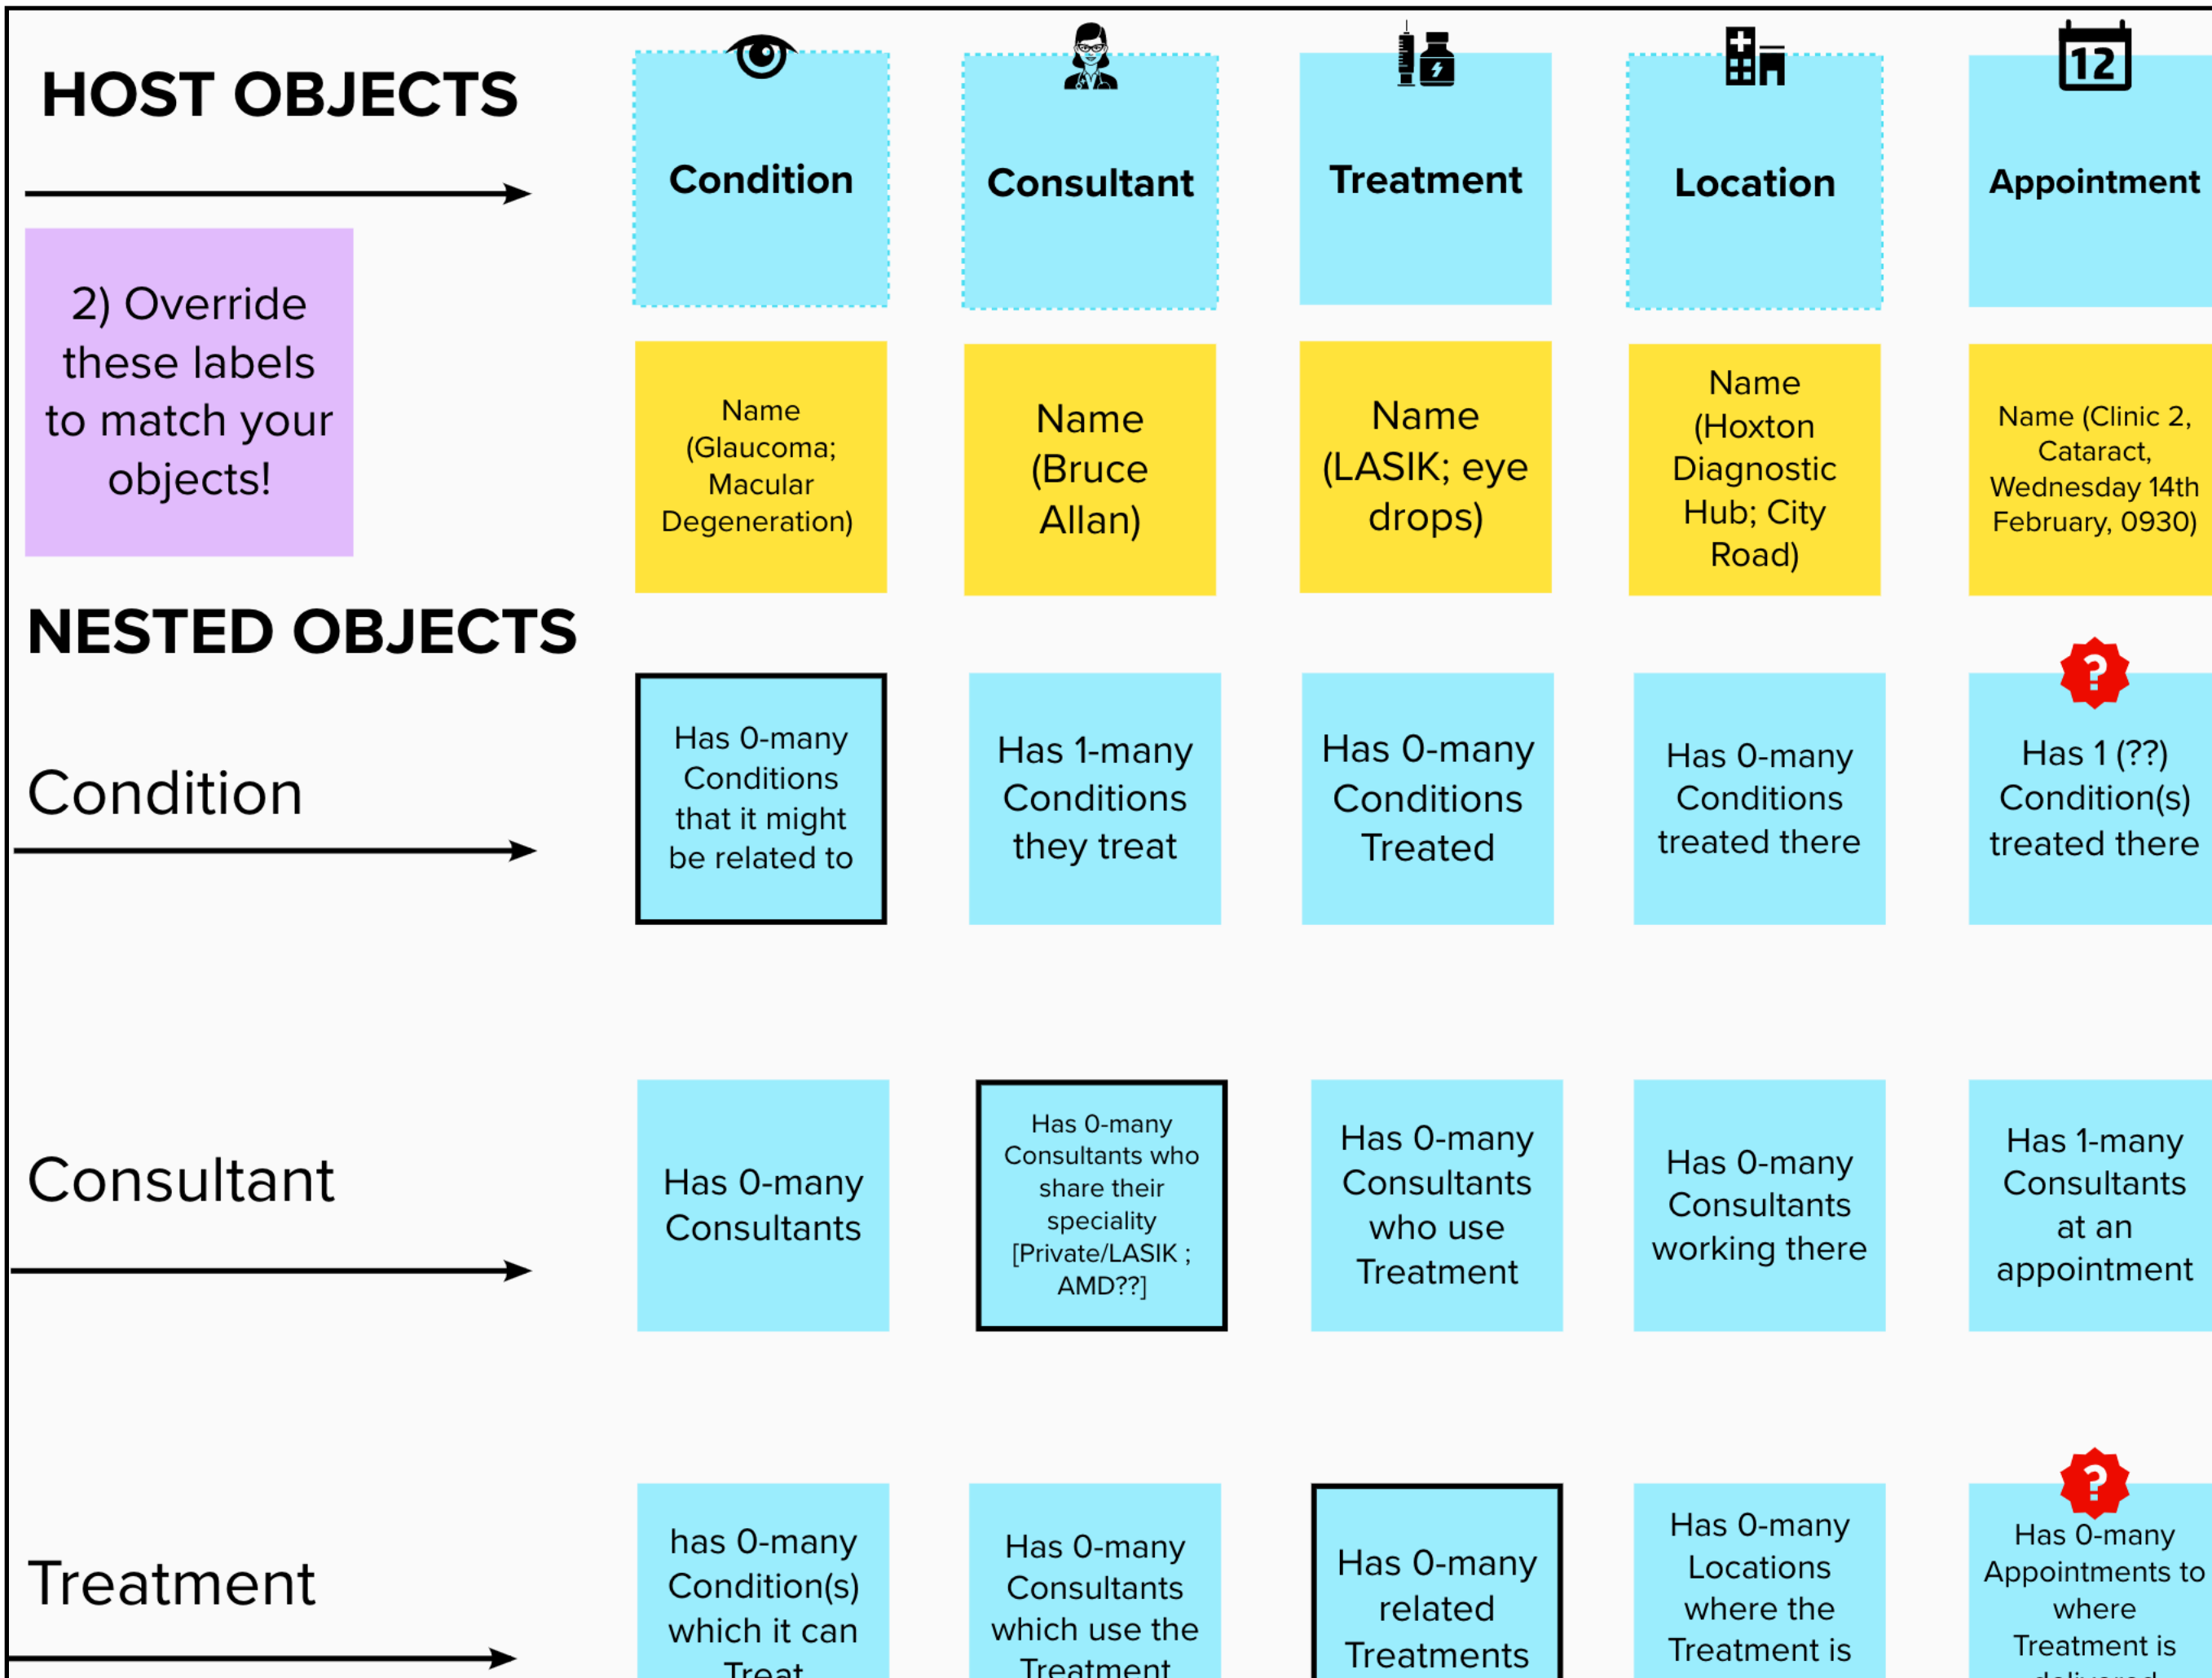 HOST OBJECTS
12
Condition
Consultant
Treatment
Location
Appointment
2) Override
these labels
to match your
objects!
Name
(Glaucoma;
Macular
Degeneration)
Name
(Bruce
Allan)
Name
(LASIK; eye
drops)
Name
(Hoxton
Diagnostic
Hub; City
Road)
Name (Clinic 2,
Cataract,
Wednesday 14th
February, 0930)
NESTED OBJECTS
Condition
Has 0-many
Conditions
that it might
be related to
Has 1-many
Conditions
they treat
Has 0-many
Conditions
Treated
Has 0-many
Conditions
treated there
?
Has 1 (??)
Condition(s)
treated there
Consultant
Has 0-many
Consultants
Has 0-many
Consultants who
share their
speciality
[Private/LASIK ;
AMD??]
Has 0-many
Consultants
who use
Treatment
Has 0-many
Consultants
working there
Has 1-many
Consultants
at an
appointment
Treatment
has 0-many
Condition(s)
which it can
Treat
Has 0-many
Consultants
which use the
Treatment
Has 0-many
related
Treatments
Has 0-many
Locations
where the
Treatment is
?
Has 0-many
Appointments to
where
Treatment is
delivered